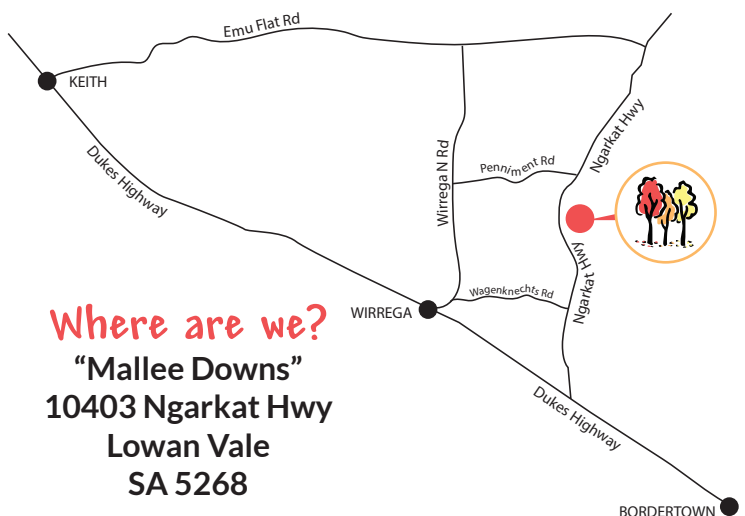 Emu Flat Rd
KEITH
Dukes Highway
Wirrega N Rd
Penniment Rd
Ngarkat Hwy
Ngarkat Hwy
Wagenknechts Rd
WIRREGA
Dukes Highway
BORDERTOWN
Where are we?
“Mallee Downs”
10403 Ngarkat Hwy
Lowan Vale
SA 5268